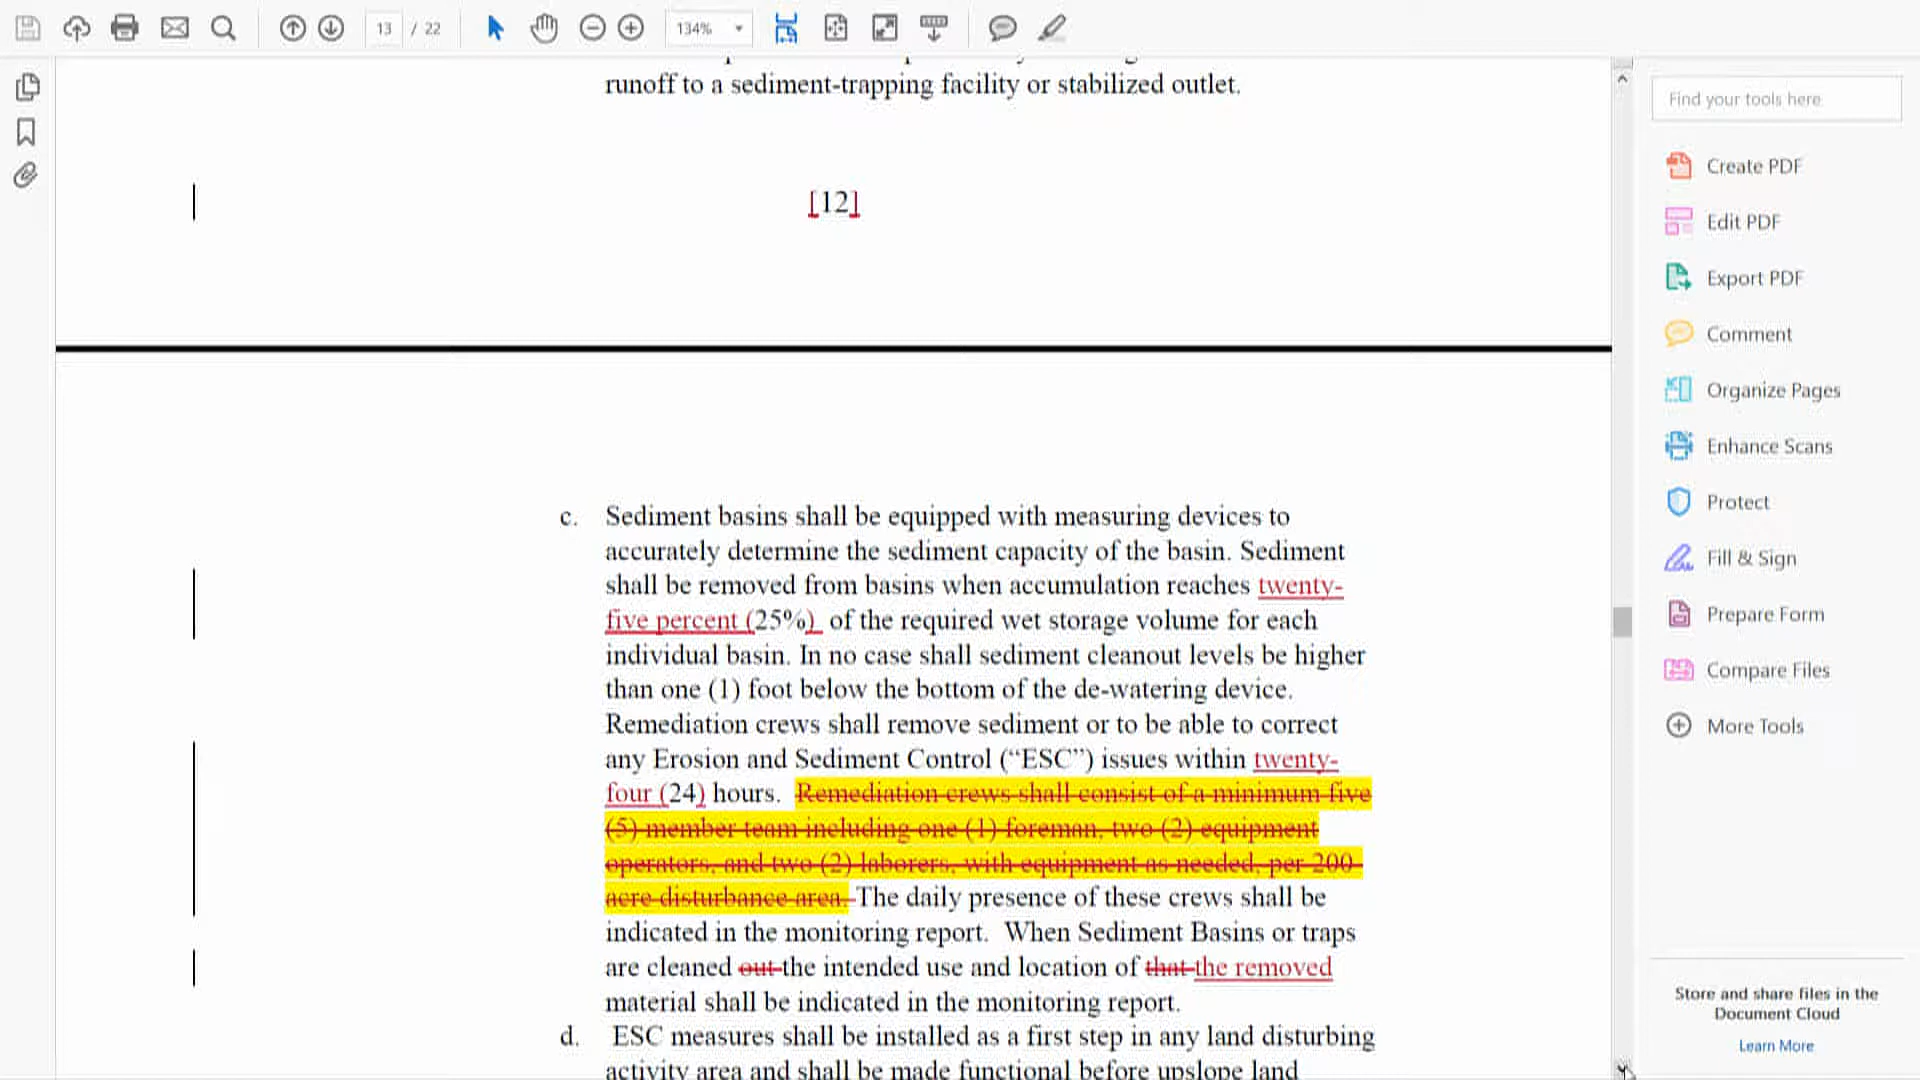 13 / 22
134%
runoff to a sediment-trapping facility or stabilized outlet.
[12]
c. Sediment basins shall be equipped with measuring devices to
accurately determine the sediment capacity of the basin. Sediment
shall be removed from basins when accumulation reaches twenty-
five percent (25%) of the required wet storage volume for each
individual basin. In no case shall sediment cleanout levels be higher
than one (1) foot below the bottom of the de-watering device.
Remediation crews shall remove sediment or to be able to correct
any Erosion and Sediment Control (“ESC”) issues within twenty-
four (24) hours. Remediation crews shall consist of a minimum five
(5) member team including one (1) foreman, two (2) equipment
operators, and two (2) laborers, with equipment as needed, per 200
acre disturbance area. The daily presence of these crews shall be
indicated in the monitoring report. When Sediment Basins or traps
are cleaned out the intended use and location of that the removed
material shall be indicated in the monitoring report.
d. ESC measures shall be installed as a first step in any land disturbing
activity area and shall be made functional before upslope land
Find your tools here
Create PDF
Edit PDF
Export PDF
Comment
Organize Pages
Enhance Scans
Protect
Fill & Sign
Prepare Form
Compare Files
More Tools
Store and share files in the
Document Cloud
Learn More